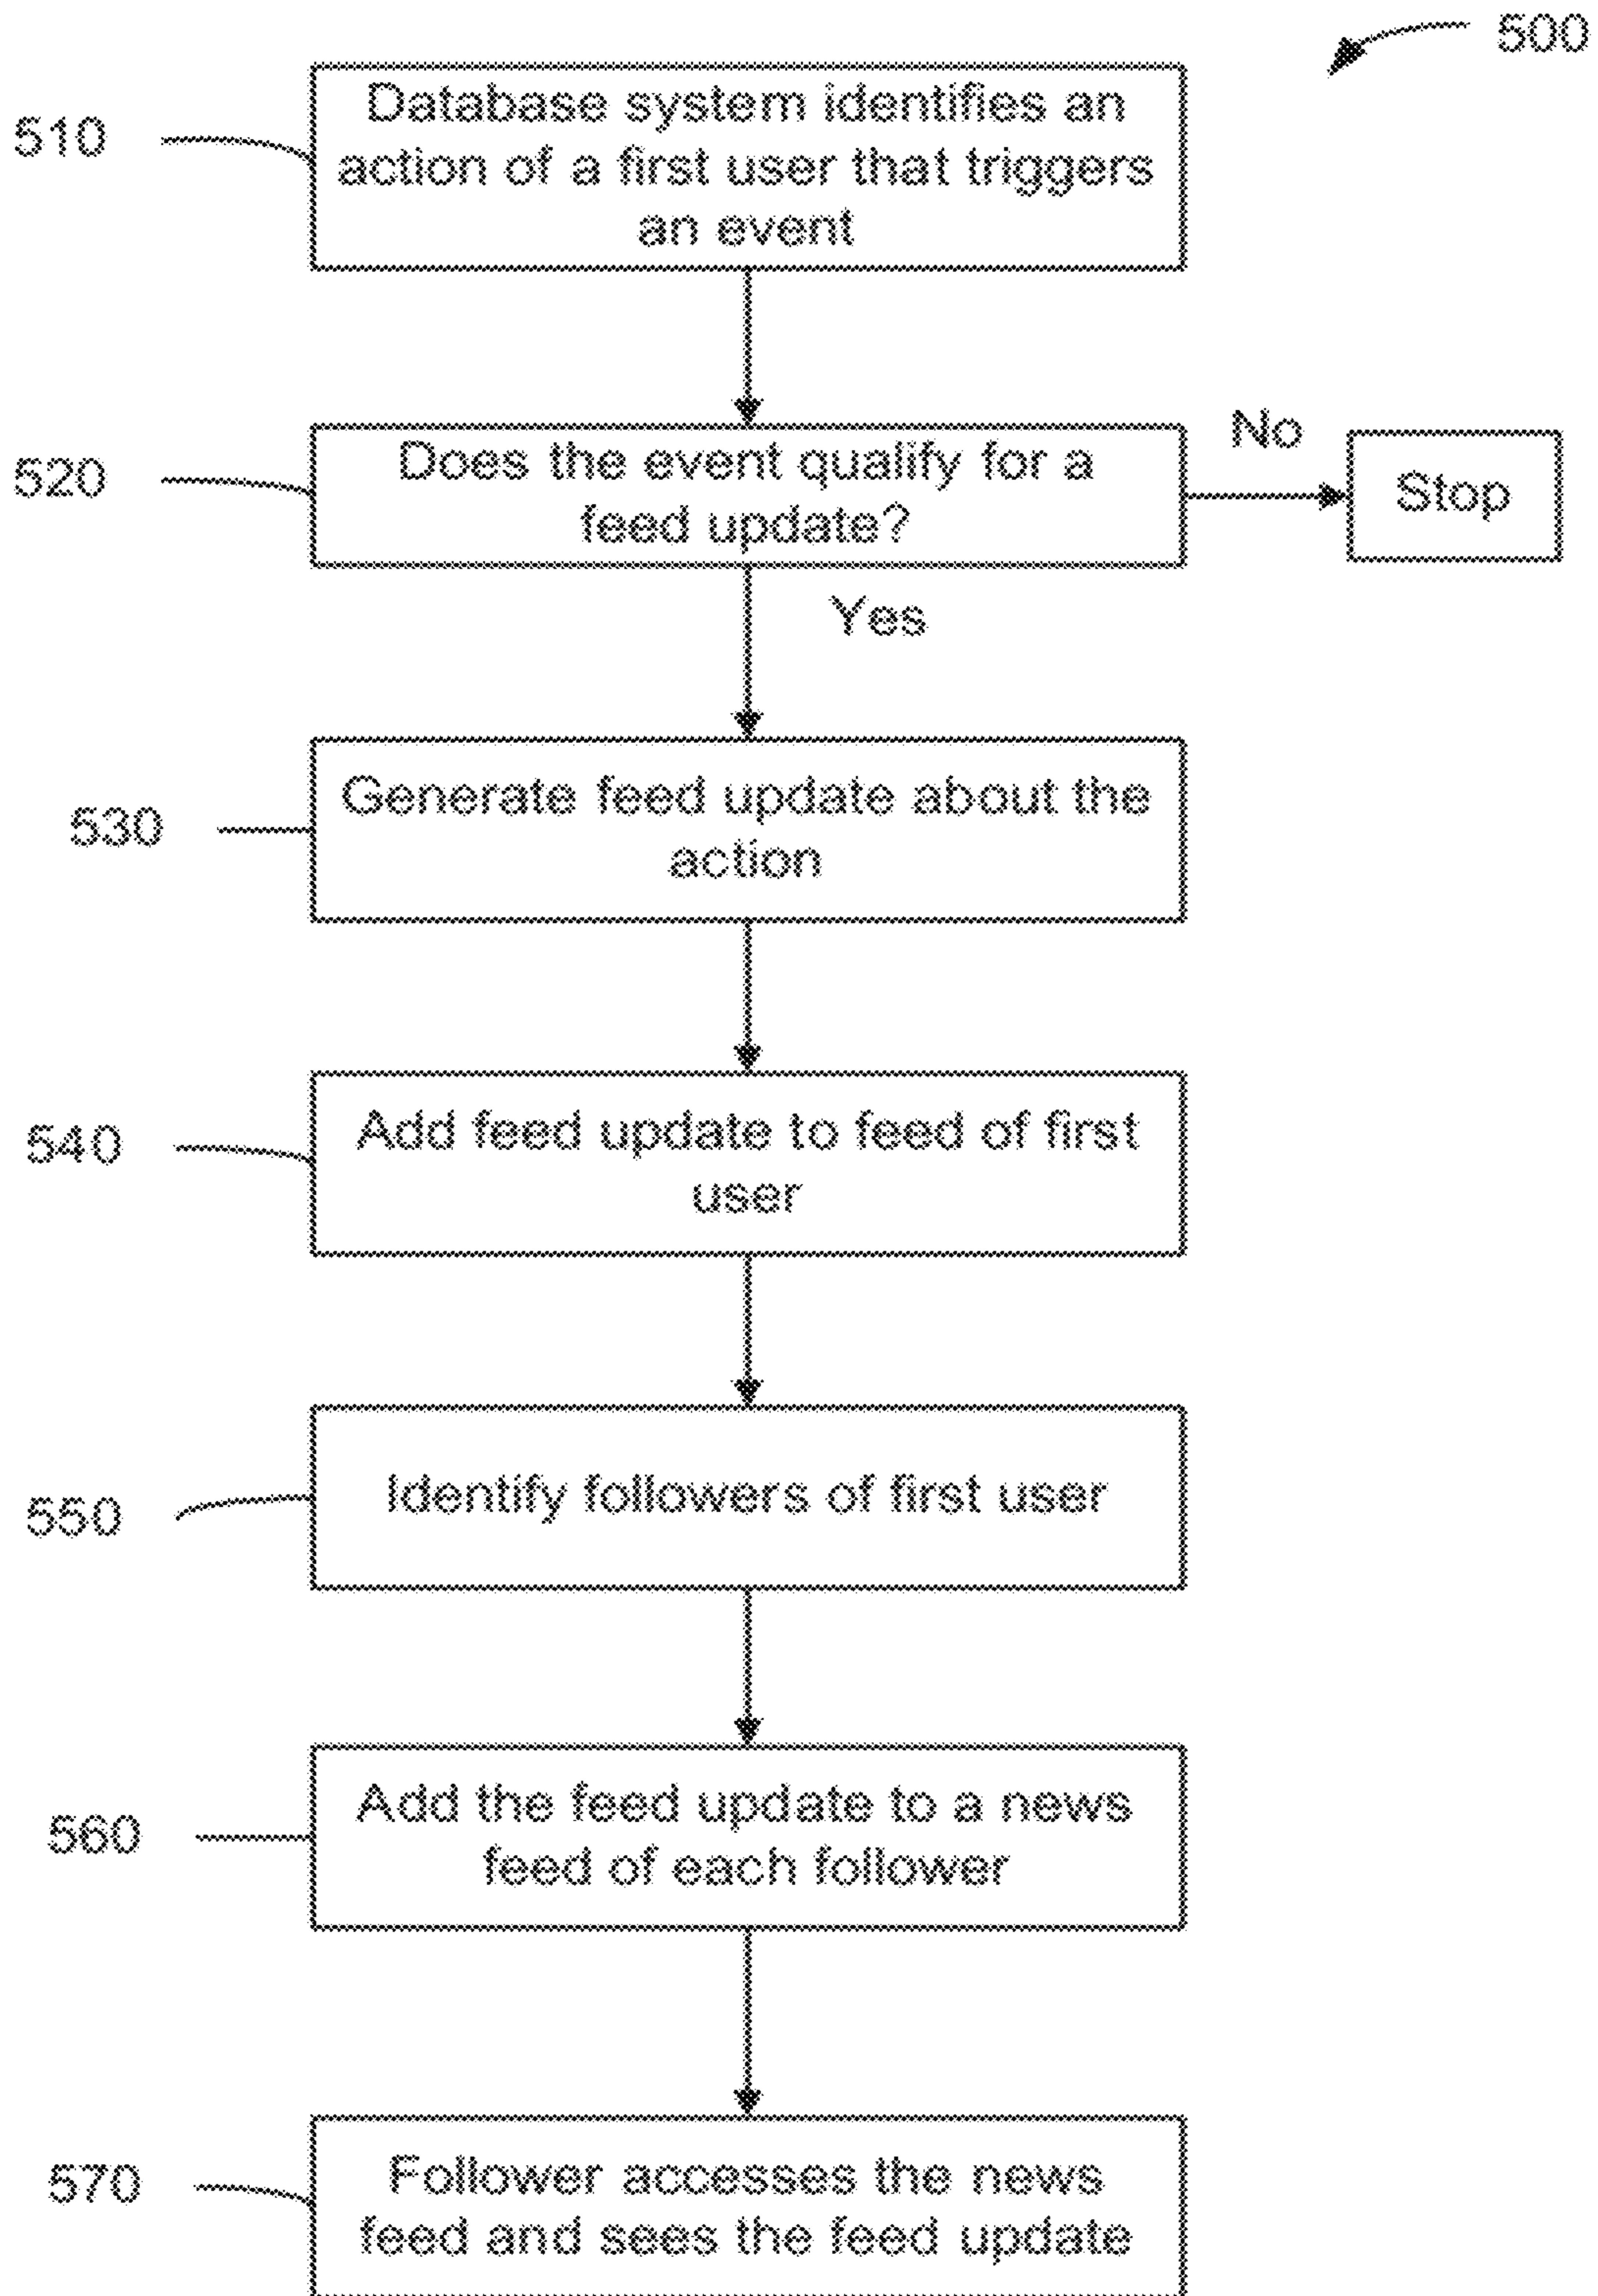 500
510
Database system identifies an
action of a first user that triggers
an event
520
Does the event qualify for a
feed update?
No
Stop
Yes
530
Generate feed update about the
action
540
Add feed update to feed of first
user
550
Identify followers of first user
560
Add the feed update to a news
feed of each follower
570
Follower accesses the news
feed and sees the feed update